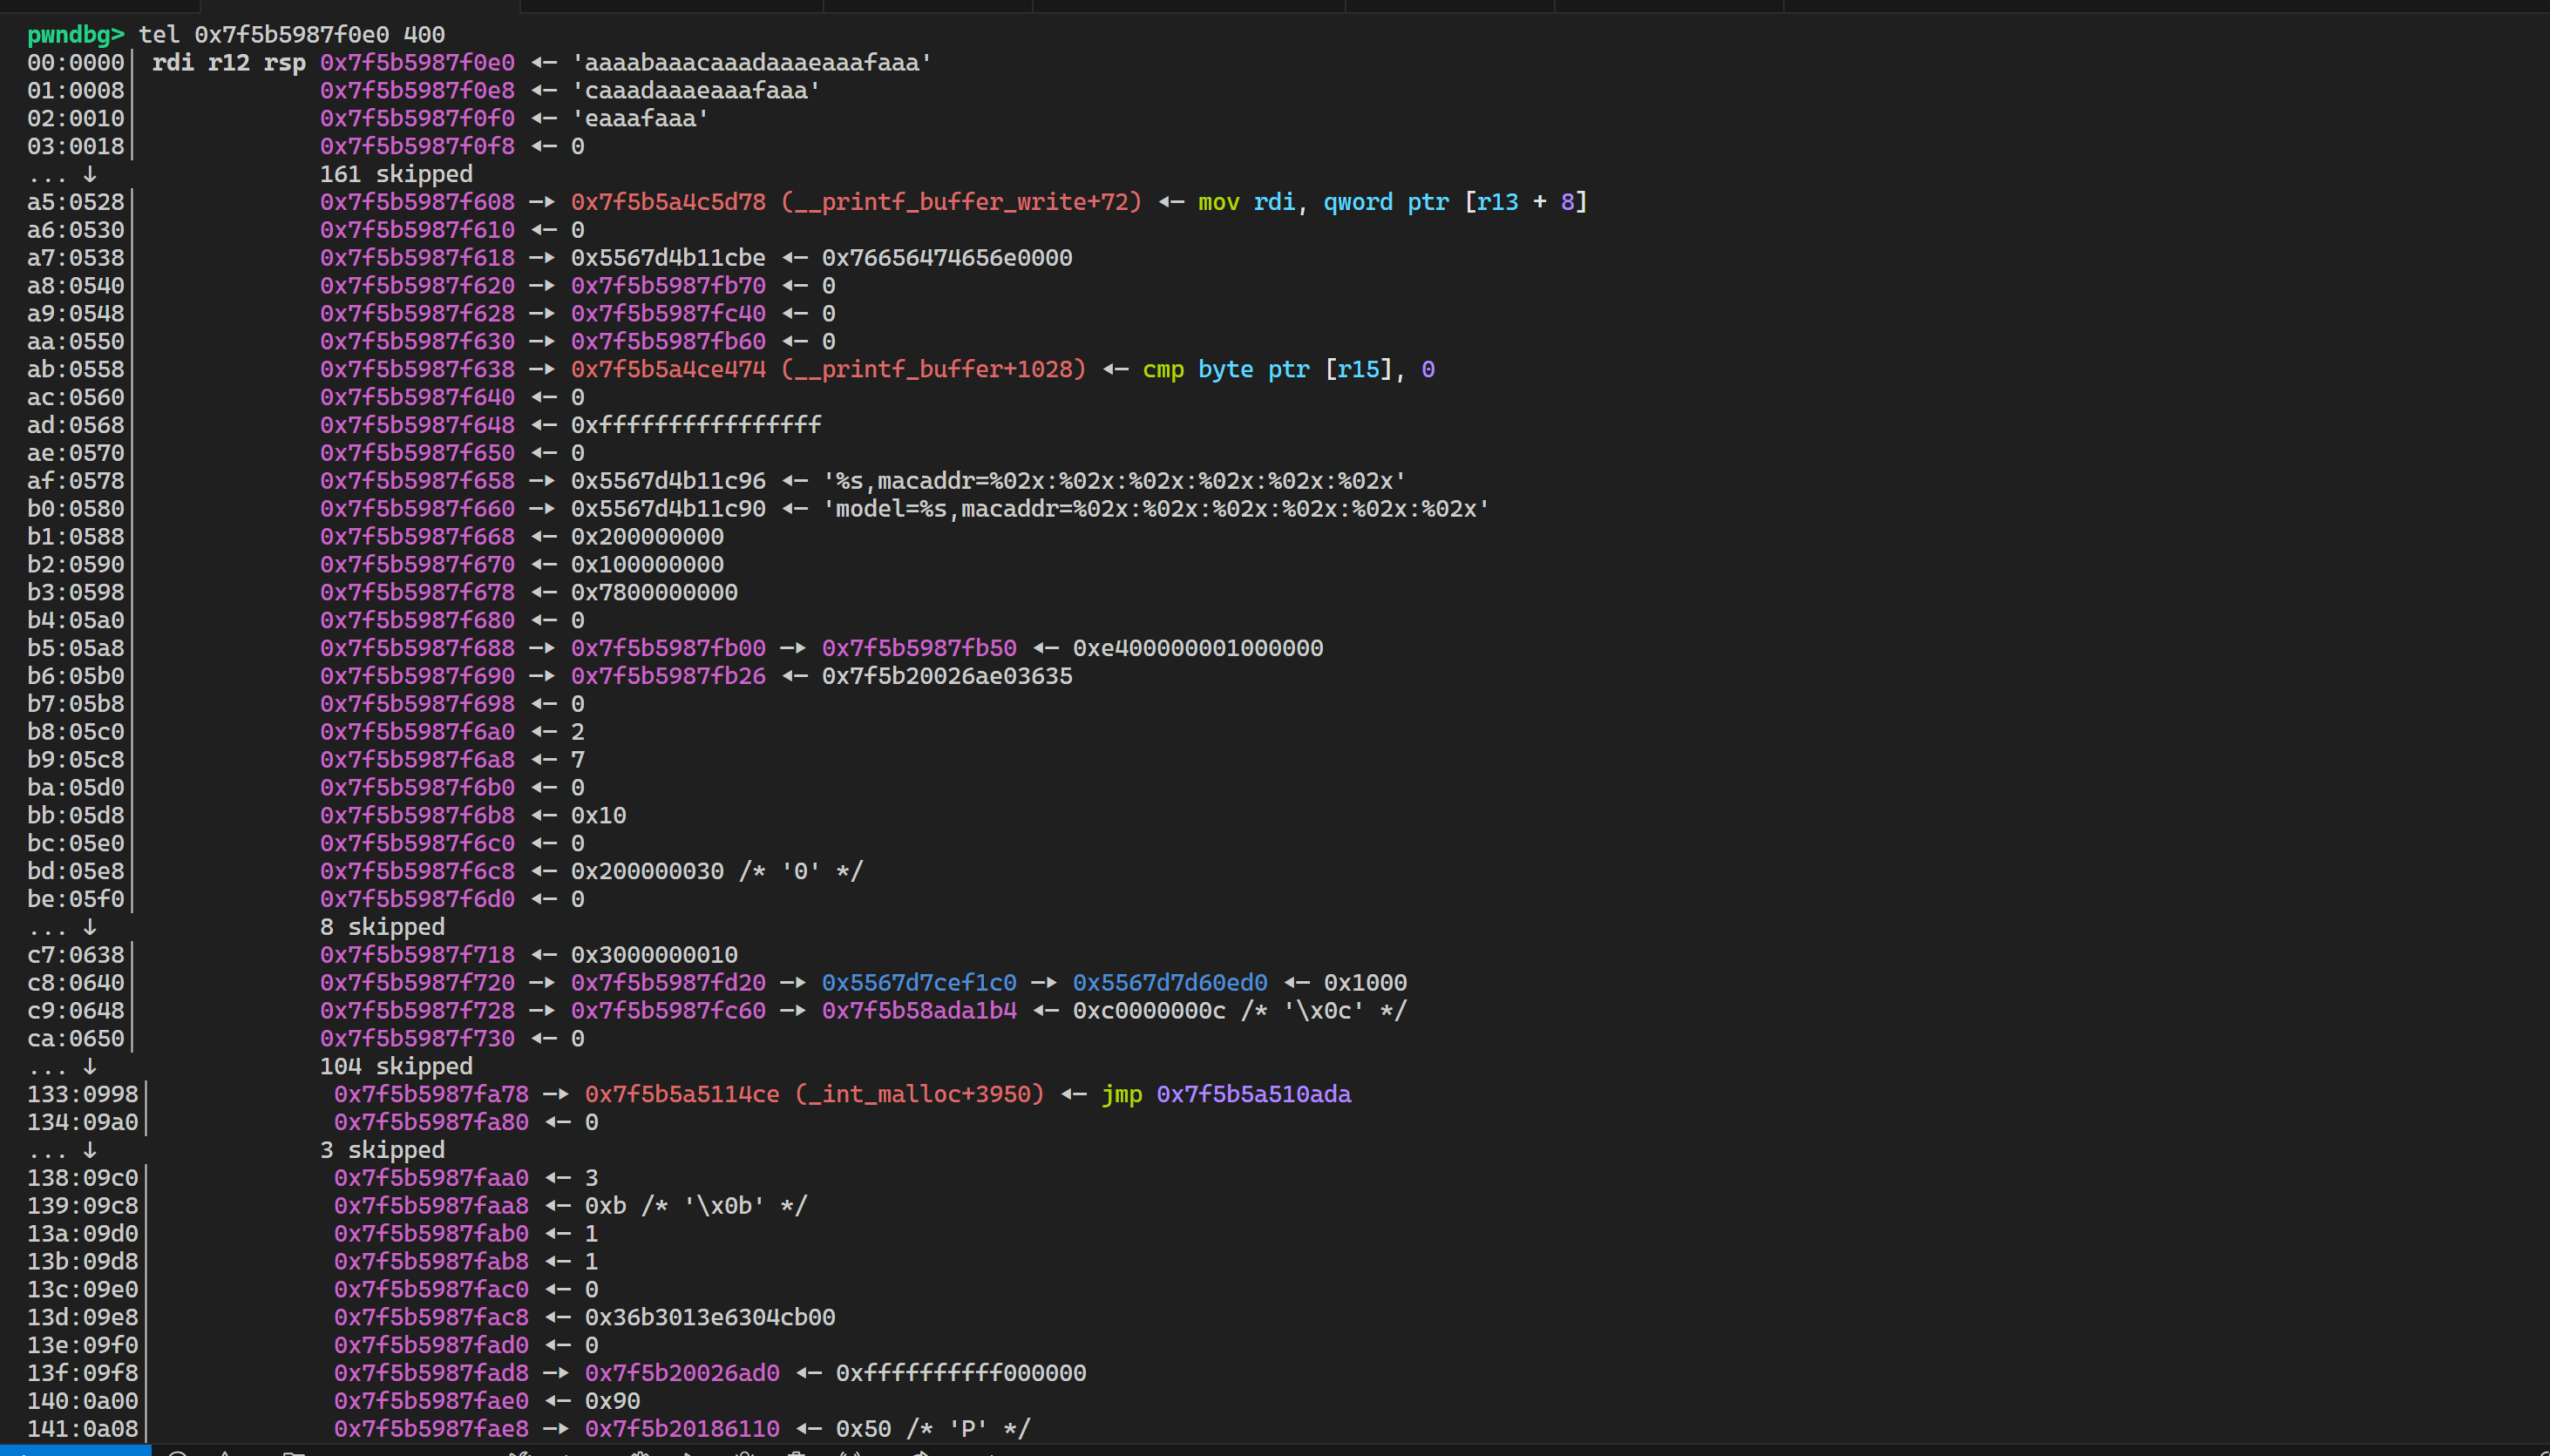 pwndbg> tel 0x7f5b5987f0e0 400
00:0000│ rdi r12 rsp 0x7f5b5987f0e0 ◂— 'aaaabaaacaaadaaaeaaafaaa'
01:0008│ 0x7f5b5987f0e8 ◂— 'caaadaaaeaaafaaa'
02:0010│ 0x7f5b5987f0f0 ◂— 'eaaafaaa'
03:0018│ 0x7f5b5987f0f8 ◂— 0
... ↓ 161 skipped
a5:0528│ 0x7f5b5987f608 —▸ 0x7f5b5a4c5d78 (__printf_buffer_write+72) ◂— mov rdi, qword ptr [r13 + 8]
a6:0530│ 0x7f5b5987f610 ◂— 0
a7:0538│ 0x7f5b5987f618 —▸ 0x5567d4b11cbe ◂— 0x76656474656e0000
a8:0540│ 0x7f5b5987f620 —▸ 0x7f5b5987fb70 ◂— 0
a9:0548│ 0x7f5b5987f628 —▸ 0x7f5b5987fc40 ◂— 0
aa:0550│ 0x7f5b5987f630 —▸ 0x7f5b5987fb60 ◂— 0
ab:0558│ 0x7f5b5987f638 —▸ 0x7f5b5a4ce474 (__printf_buffer+1028) ◂— cmp byte ptr [r15], 0
ac:0560│ 0x7f5b5987f640 ◂— 0
ad:0568│ 0x7f5b5987f648 ◂— 0xffffffffffffffff
ae:0570│ 0x7f5b5987f650 ◂— 0
af:0578│ 0x7f5b5987f658 —▸ 0x5567d4b11c96 ◂— '%s,macaddr=%02x:%02x:%02x:%02x:%02x:%02x'
b0:0580│ 0x7f5b5987f660 —▸ 0x5567d4b11c90 ◂— 'model=%s,macaddr=%02x:%02x:%02x:%02x:%02x:%02x'
b1:0588│ 0x7f5b5987f668 ◂— 0x200000000
b2:0590│ 0x7f5b5987f670 ◂— 0x100000000
b3:0598│ 0x7f5b5987f678 ◂— 0x7800000000
b4:05a0│ 0x7f5b5987f680 ◂— 0
b5:05a8│ 0x7f5b5987f688 —▸ 0x7f5b5987fb00 —▸ 0x7f5b5987fb50 ◂— 0xe400000001000000
b6:05b0│ 0x7f5b5987f690 —▸ 0x7f5b5987fb26 ◂— 0x7f5b20026ae03635
b7:05b8│ 0x7f5b5987f698 ◂— 0
b8:05c0│ 0x7f5b5987f6a0 ◂— 2
b9:05c8│ 0x7f5b5987f6a8 ◂— 7
ba:05d0│ 0x7f5b5987f6b0 ◂— 0
bb:05d8│ 0x7f5b5987f6b8 ◂— 0x10
bc:05e0│ 0x7f5b5987f6c0 ◂— 0
bd:05e8│ 0x7f5b5987f6c8 ◂— 0x200000030 /* '0' */
be:05f0│ 0x7f5b5987f6d0 ◂— 0
... ↓ 8 skipped
c7:0638│ 0x7f5b5987f718 ◂— 0x3000000010
c8:0640│ 0x7f5b5987f720 —▸ 0x7f5b5987fd20 —▸ 0x5567d7cef1c0 —▸ 0x5567d7d60ed0 ◂— 0x1000
c9:0648│ 0x7f5b5987f728 —▸ 0x7f5b5987fc60 —▸ 0x7f5b58ada1b4 ◂— 0xc0000000c /* '\x0c' */
ca:0650│ 0x7f5b5987f730 ◂— 0
... ↓ 104 skipped
133:0998│ 0x7f5b5987fa78 —▸ 0x7f5b5a5114ce (_int_malloc+3950) ◂— jmp 0x7f5b5a510ada
134:09a0│ 0x7f5b5987fa80 ◂— 0
... ↓ 3 skipped
138:09c0│ 0x7f5b5987faa0 ◂— 3
139:09c8│ 0x7f5b5987faa8 ◂— 0xb /* '\x0b' */
13a:09d0│ 0x7f5b5987fab0 ◂— 1
13b:09d8│ 0x7f5b5987fab8 ◂— 1
13c:09e0│ 0x7f5b5987fac0 ◂— 0
13d:09e8│ 0x7f5b5987fac8 ◂— 0x36b3013e6304cb00
13e:09f0│ 0x7f5b5987fad0 ◂— 0
13f:09f8│ 0x7f5b5987fad8 —▸ 0x7f5b20026ad0 ◂— 0xffffffffff000000
140:0a00│ 0x7f5b5987fae0 ◂— 0x90
141:0a08│ 0x7f5b5987fae8 —▸ 0x7f5b20186110 ◂— 0x50 /* 'P' */